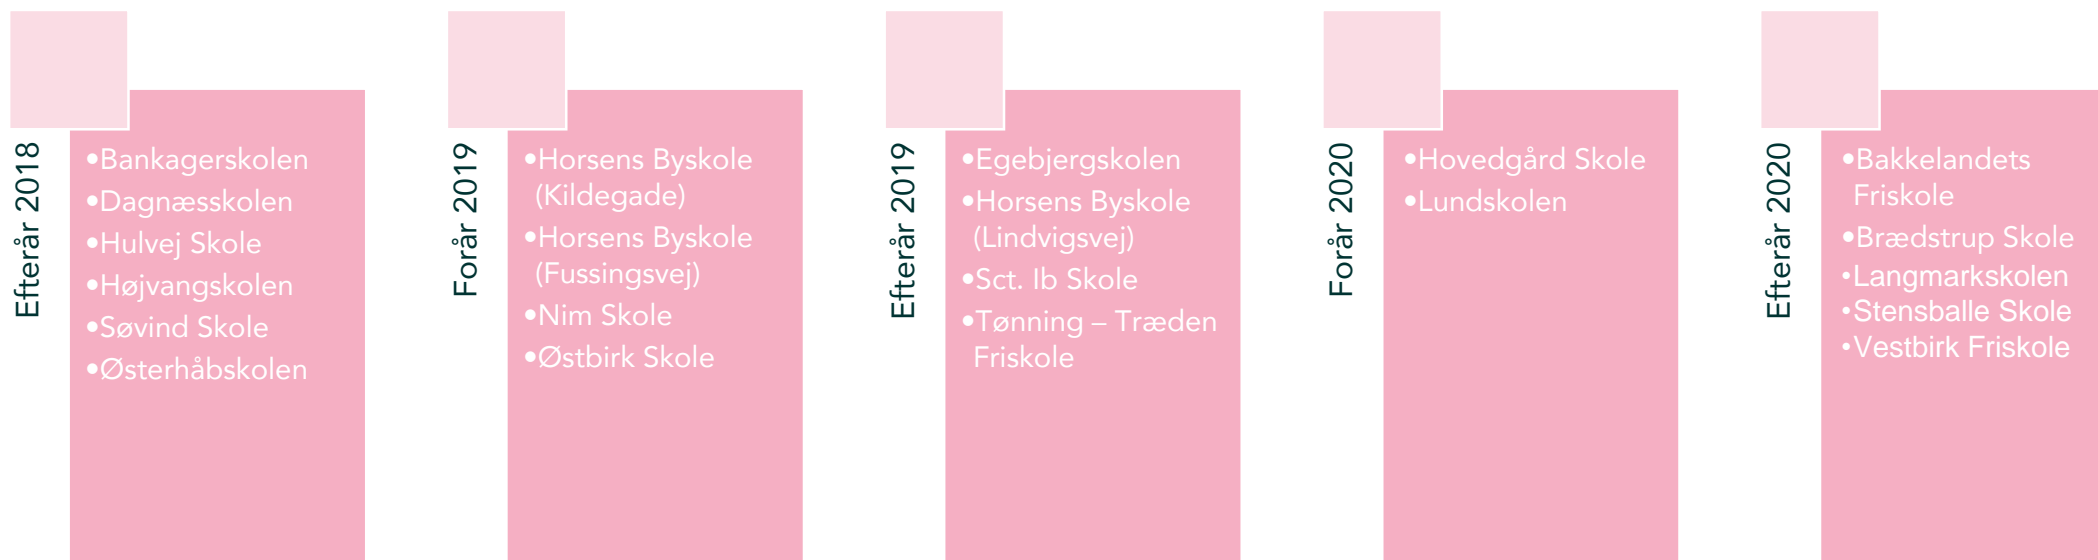 Efterår 2018
•Bankagerskolen
•Dagnæsskolen
•Hulvej Skole
•Højvangskolen
•Søvind Skole
•Østerhåbskolen
Forår 2019
•Horsens Byskole
(Kildegade)
•Horsens Byskole
(Fussingsvej)
•Nim Skole
•Østbirk Skole
Efterår 2019
•Egebjergskolen
•Horsens Byskole
(Lindvigsvej)
•Sct. Ib Skole
•Tønning – Træden
Friskole
Forår 2020
•Hovedgård Skole
•Lundskolen
Efterår 2020
•Bakkelandets
Friskole
•Brædstrup Skole
•Langmarkskolen
•Stensballe Skole
•Vestbirk Friskole